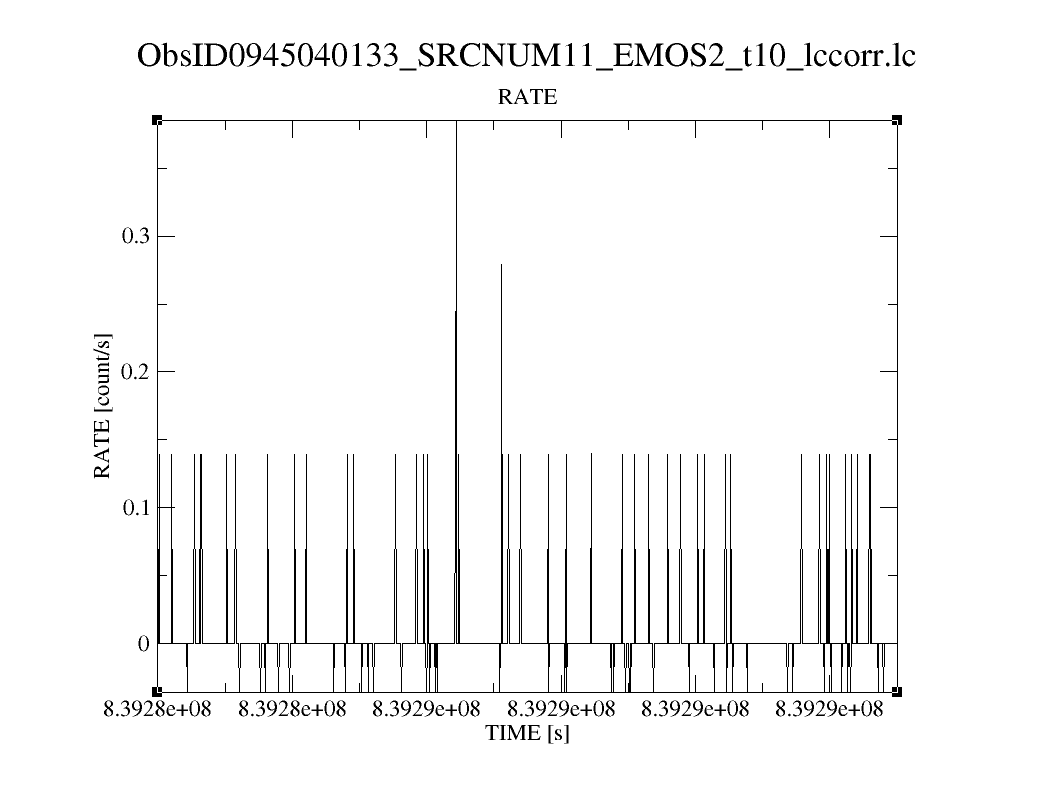 ObsID0945040133_SRCNUM11_EMOS2_t10_lccorr.lc
RATE
0.3
0.2
0.1
0
RATE [count/s]
8.3928e+08 8.3928e+08 8.3929e+08 8.3929e+08 8.3929e+08 8.3929e+08
TIME [s]